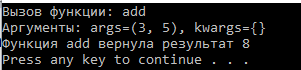 Вызов функции: add
Аргументы: args=(3, 5), kwargs={}
Функция add вернула результат 8
Press any key to continue . . .